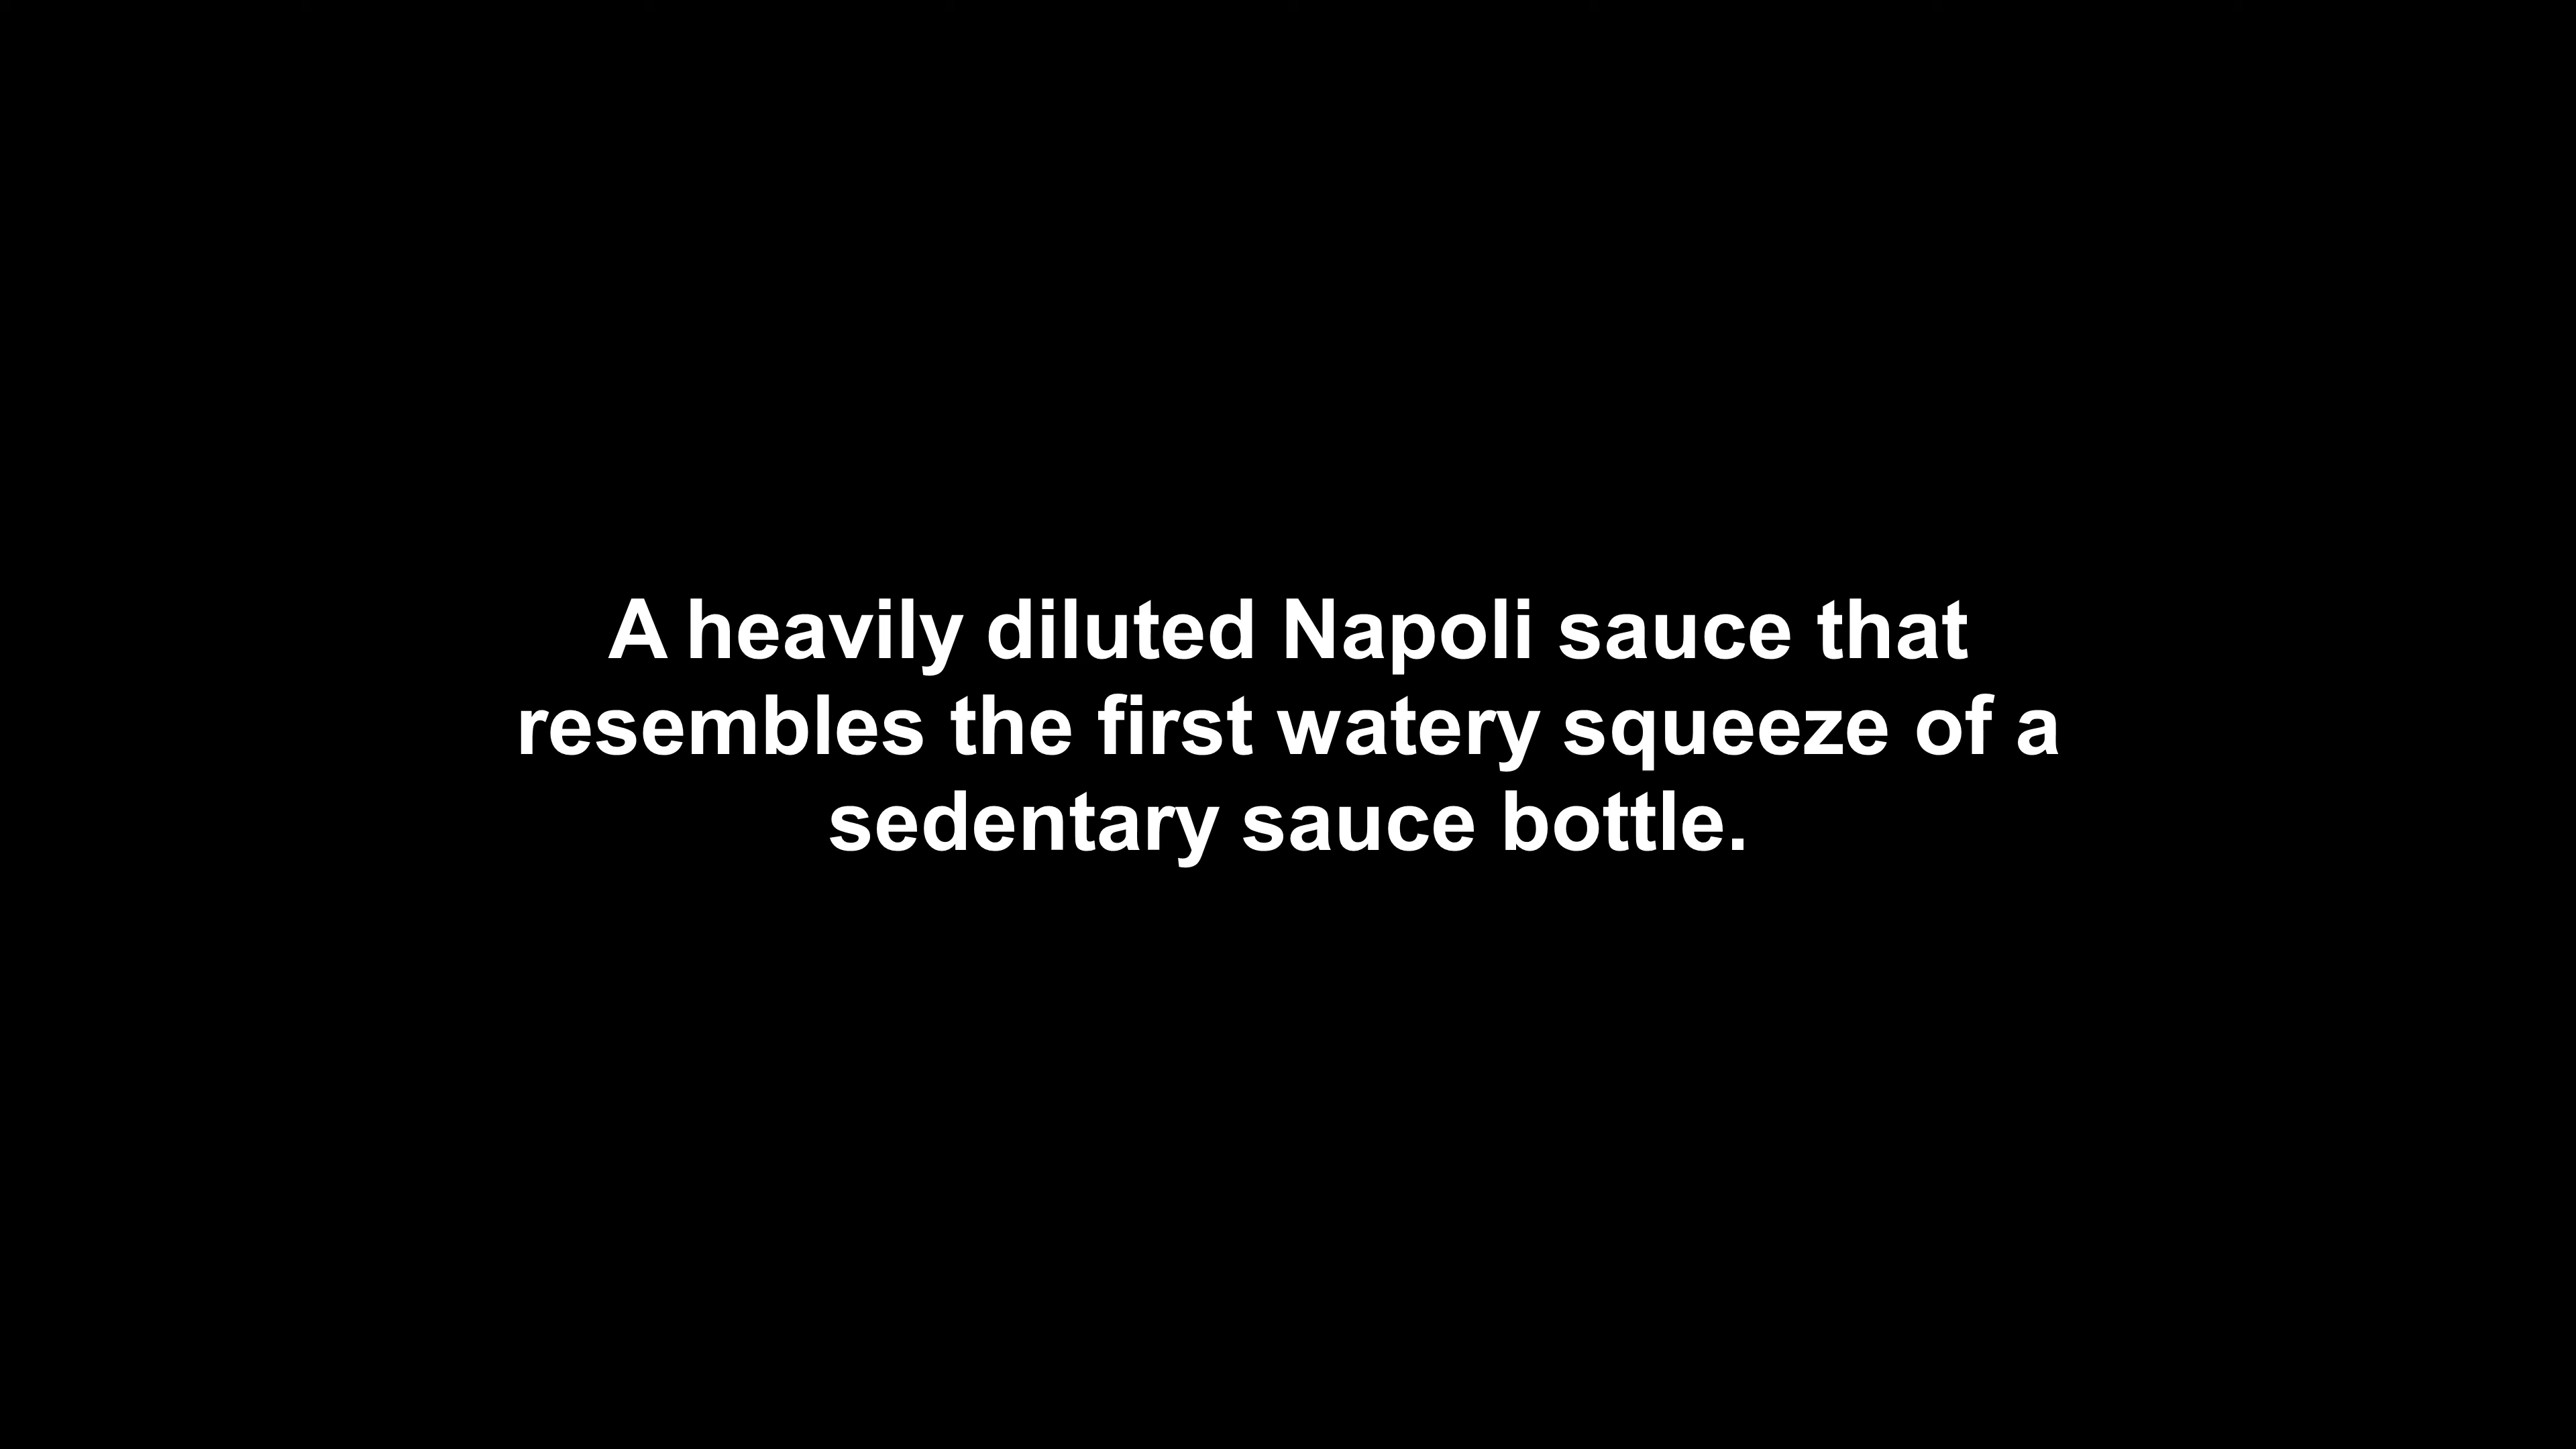 A heavily diluted Napoli sauce that
resembles the first watery squeeze of a
sedentary sauce bottle.